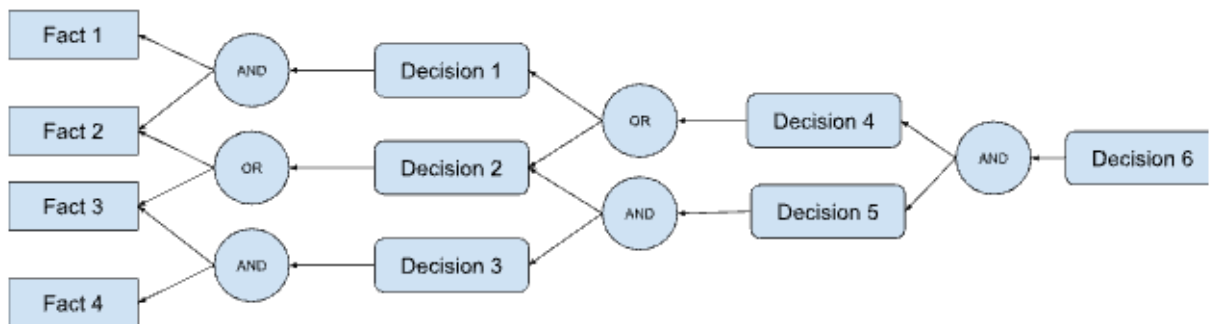 Fact 1
AND
Decision 1
Fact 2
OR
Decision 4
OR
Decision 2
AND
Decision 6
Fact 3
AND
Decision 5
AND
Decision 3
Fact 4